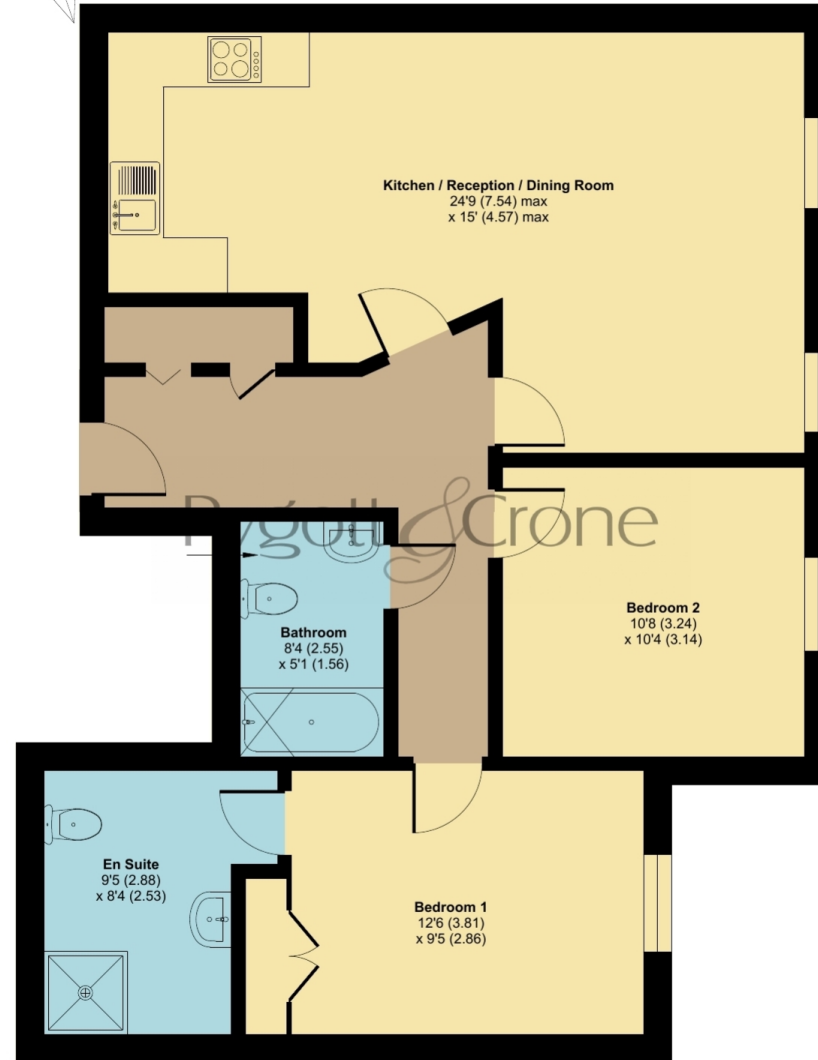 Kitchen / Reception / Dining Room
24'9 (7.54) max
x 15' (4.57) max
Pygott & Crone
Bathroom
8'4 (2.55)
x 5'1 (1.56)
Bedroom 2
10'8 (3.24)
x 10'4 (3.14)
En Suite
9'5 (2.88)
x 8'4 (2.53)
Bedroom 1
12'6 (3.81)
x 9'5 (2.86)